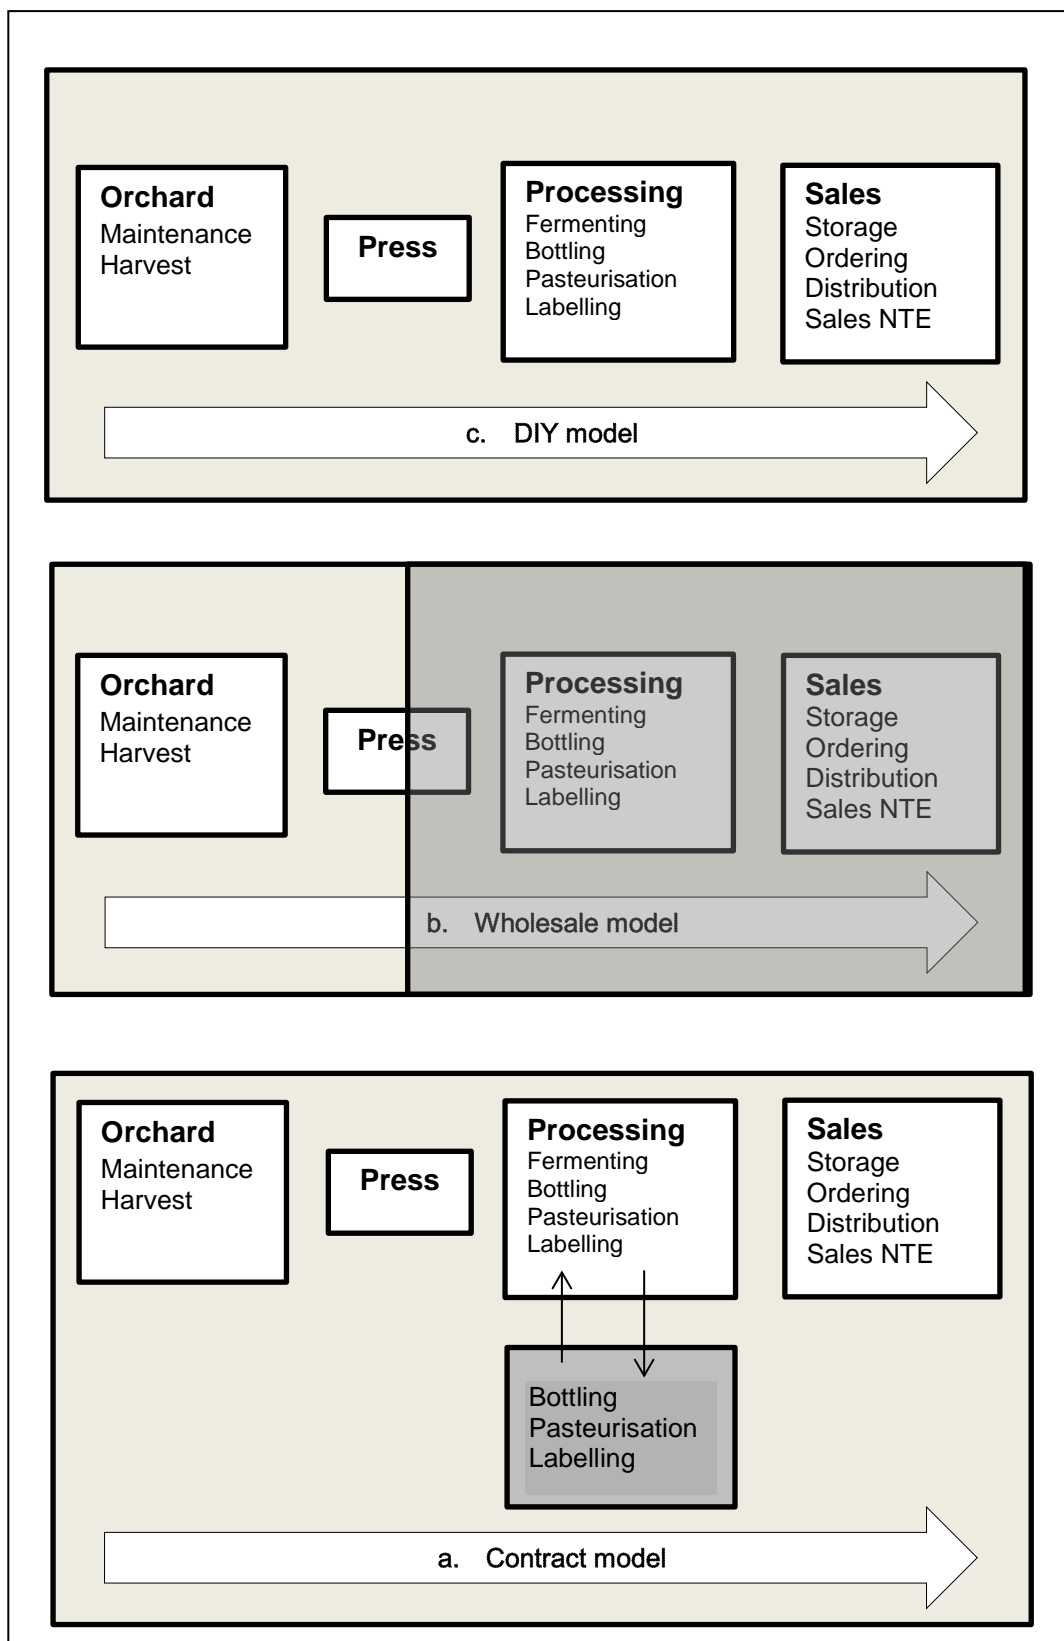 Orchard
Maintenance
Harvest
Press
Processing
Fermenting
Bottling
Pasteurisation
Labelling
Sales
Storage
Ordering
Distribution
Sales NTE
c. DIY model
Orchard
Maintenance
Harvest
Press
Processing
Fermenting
Bottling
Pasteurisation
Labelling
Sales
Storage
Ordering
Distribution
Sales NTE
b. Wholesale model
Orchard
Maintenance
Harvest
Press
Processing
Fermenting
Bottling
Pasteurisation
Labelling
Sales
Storage
Ordering
Distribution
Sales NTE
Bottling
Pasteurisation
Labelling
a. Contract model